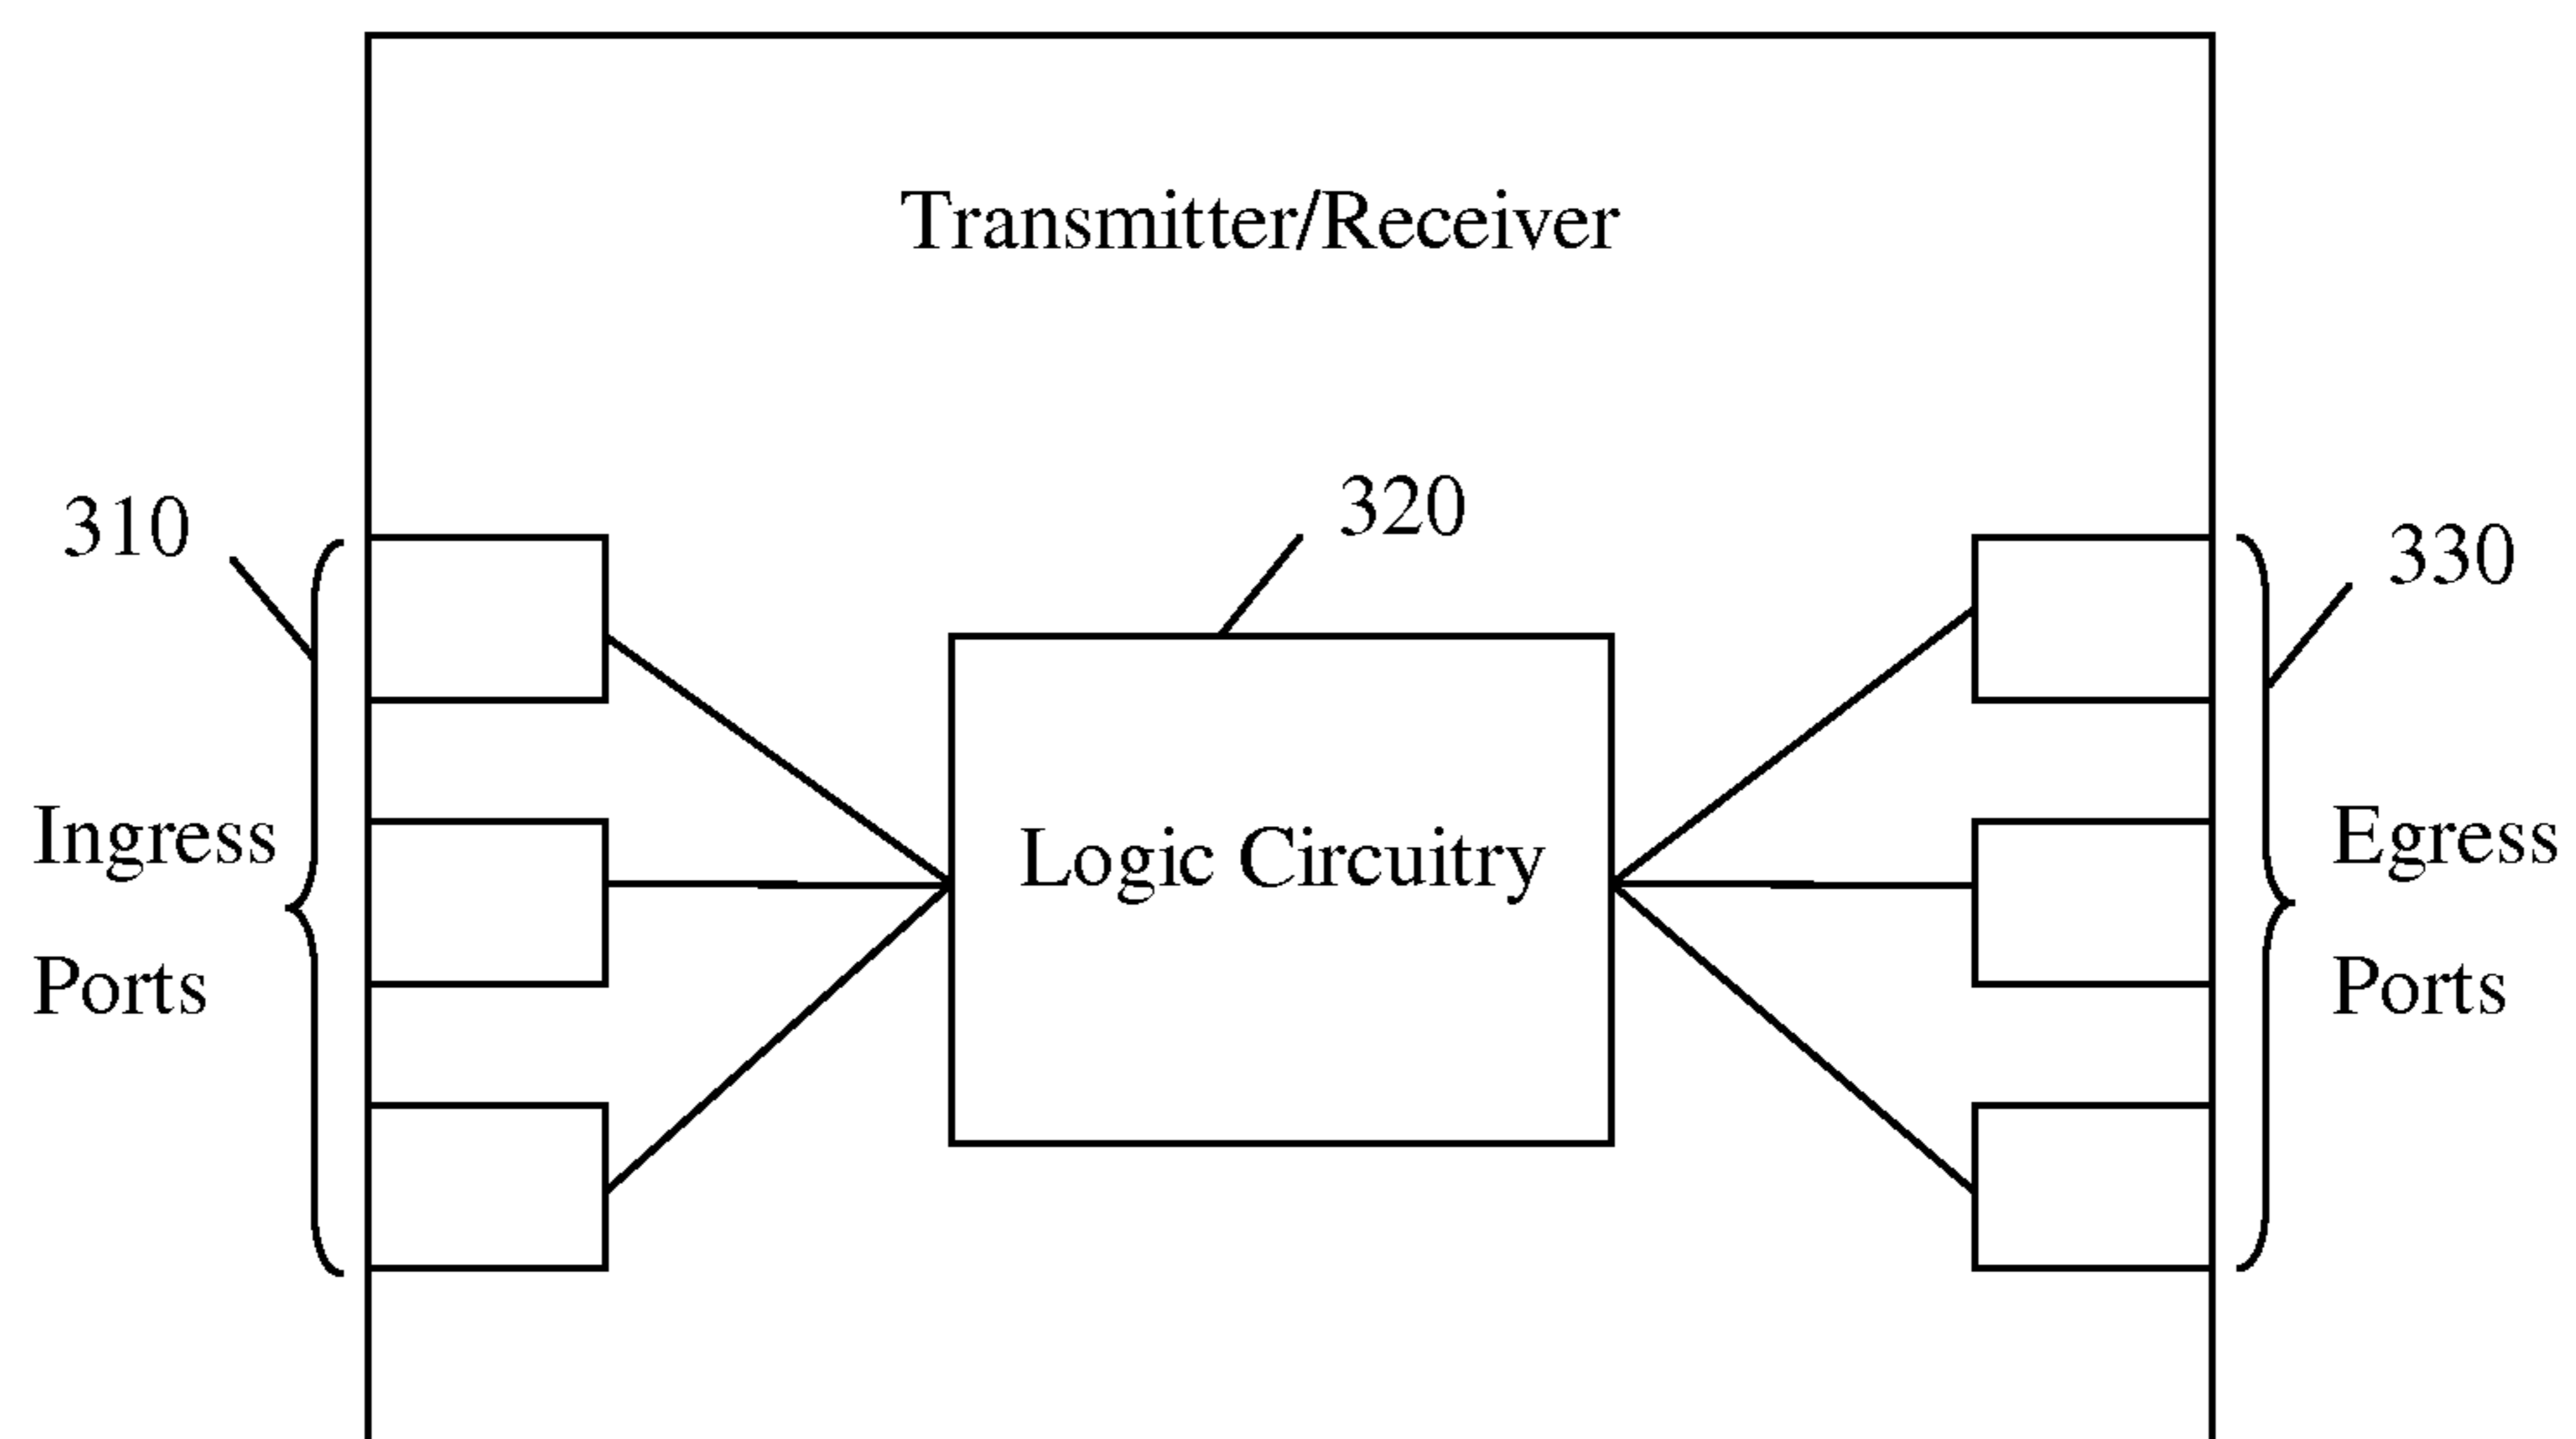 Transmitter/Receiver
310
320
330
Ingress
Ports
Logic Circuitry
Egress
Ports